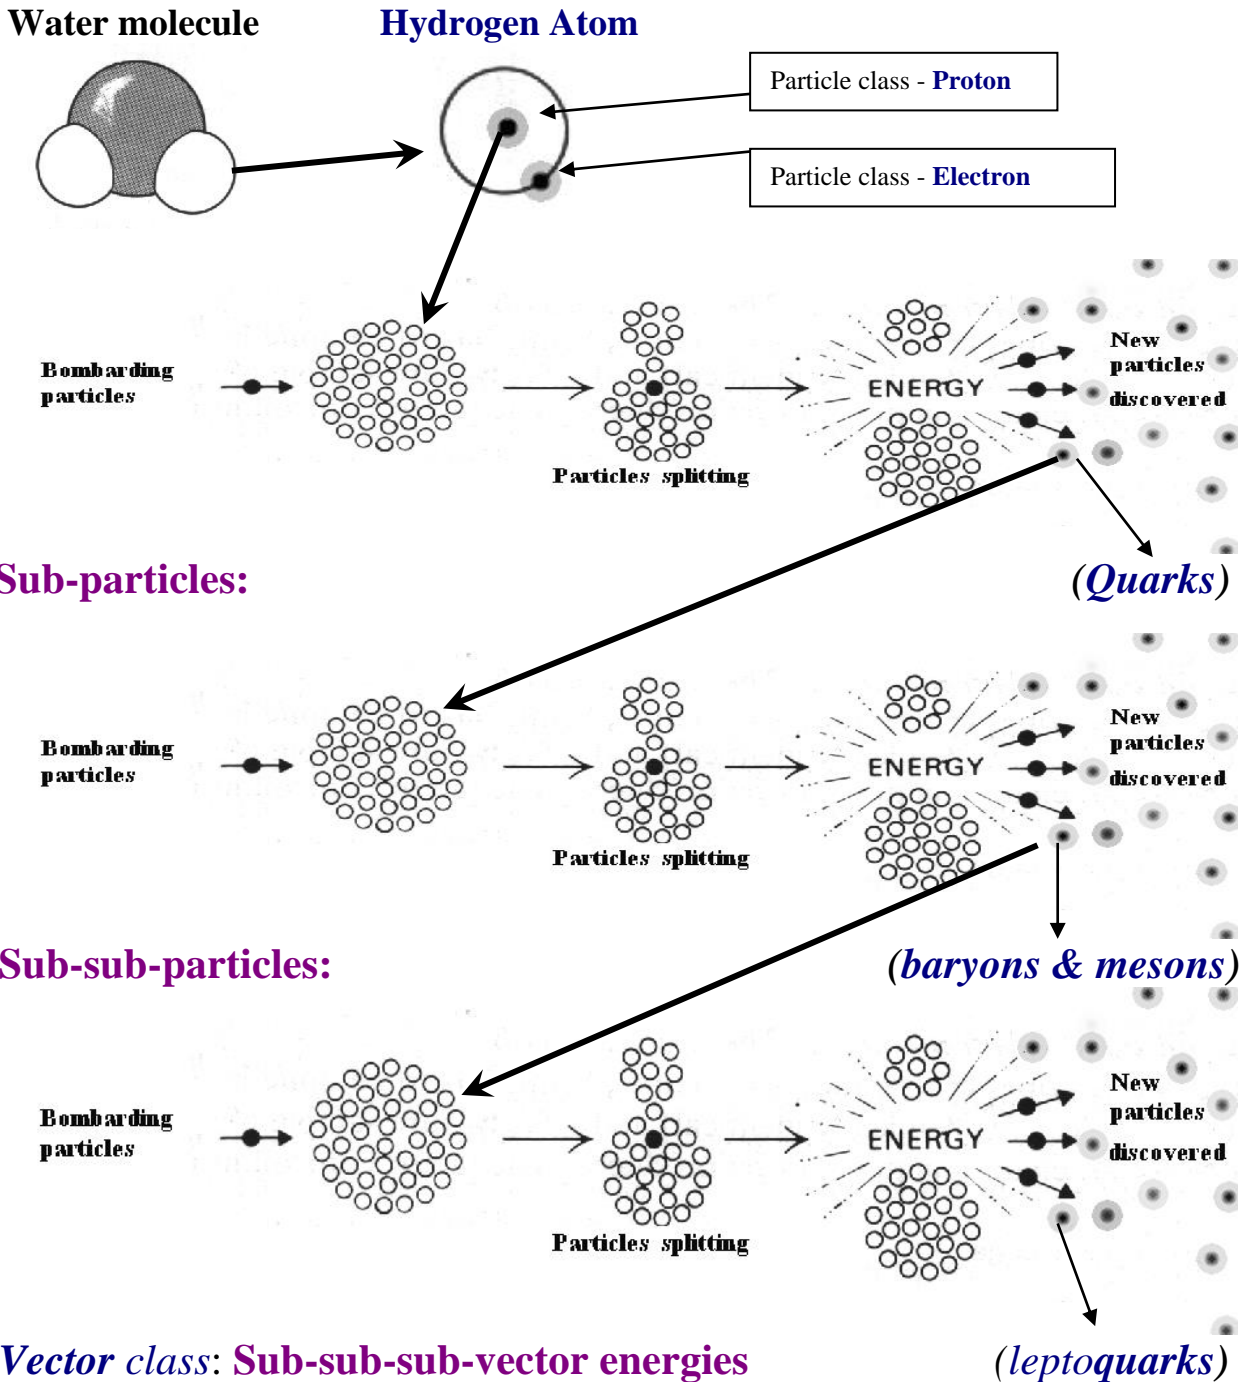 Water molecule
Hydrogen Atom
Particle class - Proton
Particle class - Electron
Bombarding
particles
Particles splitting
ENERGY
New
particles
discovered
Sub-particles:
(Quarks)
Bombarding
particles
Particles splitting
ENERGY
New
particles
discovered
Sub-sub-particles:
(baryons & mesons)
Bombarding
particles
Particles splitting
ENERGY
New
particles
discovered
Vector class: Sub-sub-sub-vector energies
(leptoquarks)